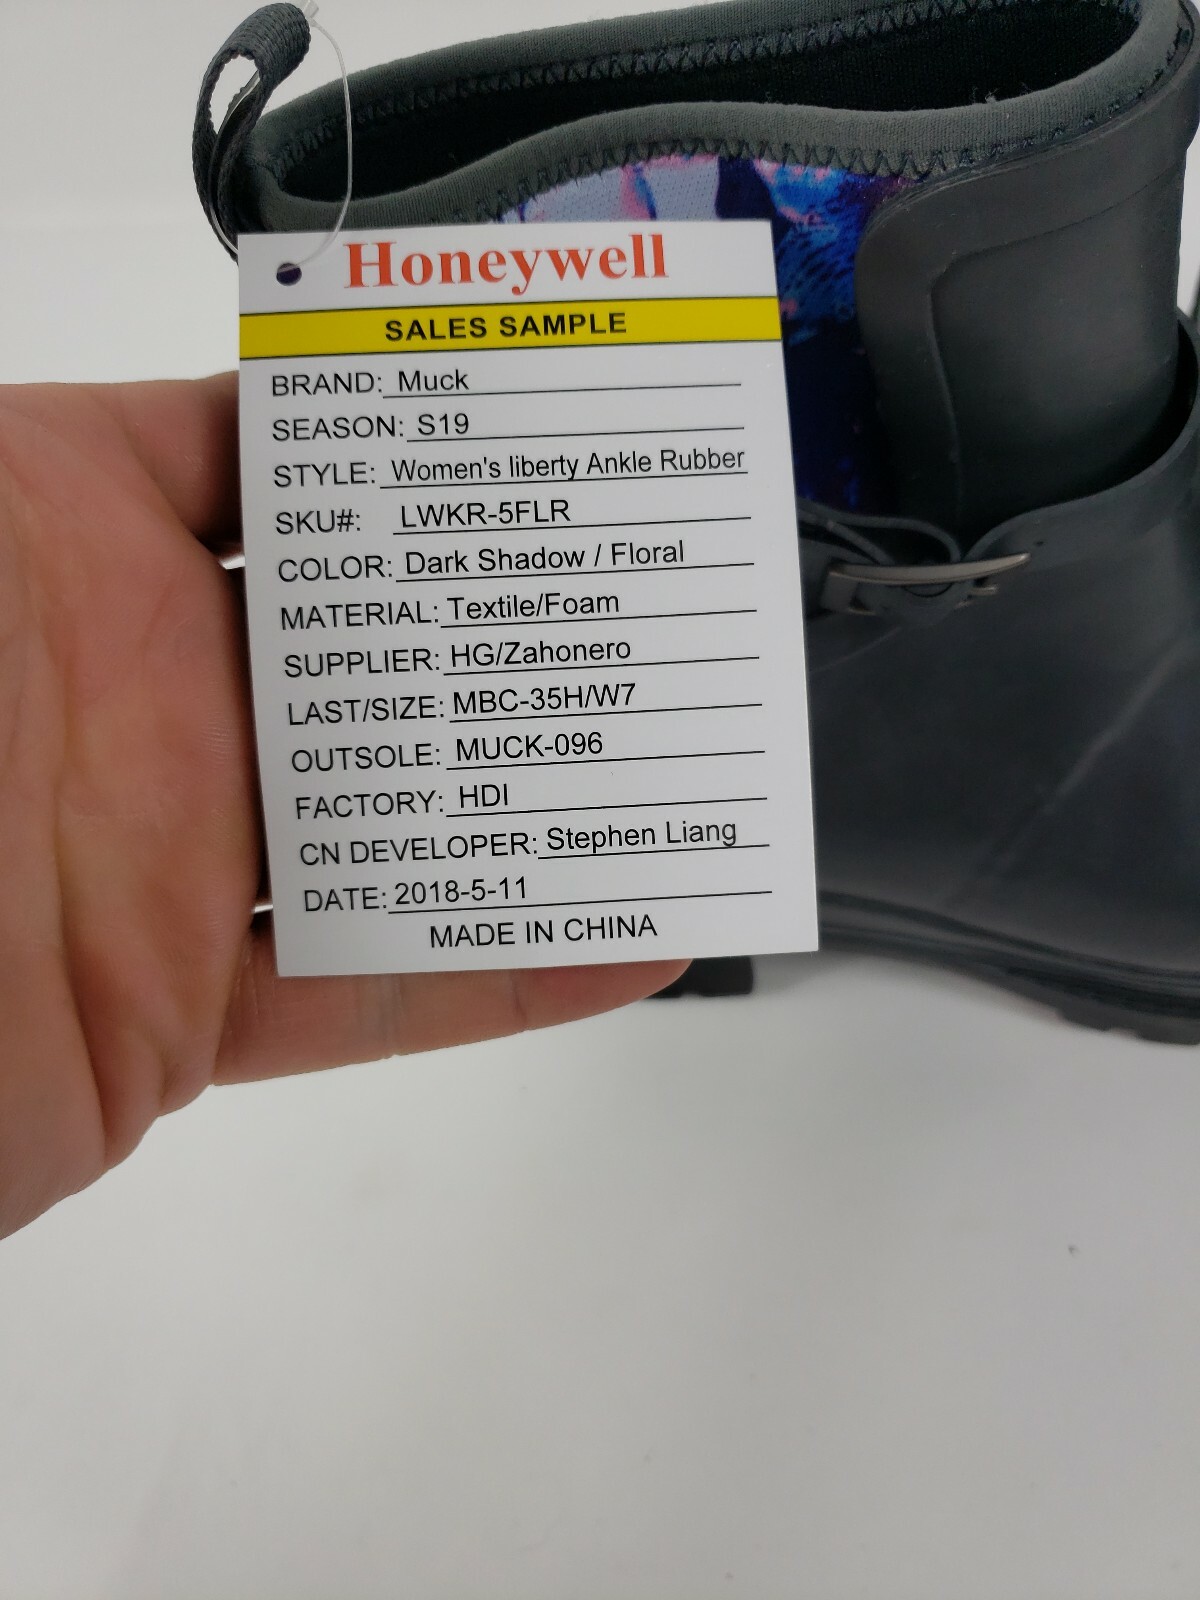 Honeywell
SALES SAMPLE
BRAND: Muck
SEASON: S19
STYLE: Women's liberty Ankle Rubber
SKU#: LWKR-5FLR
COLOR: Dark Shadow / Floral
MATERIAL: Textile/Foam
SUPPLIER: HG/Zahonero
LAST/SIZE: MBC-35H/W7
OUTSOLE: MUCK-096
FACTORY: HDI
CN DEVELOPER: Stephen Liang
DATE: 2018-5-11
MADE IN CHINA